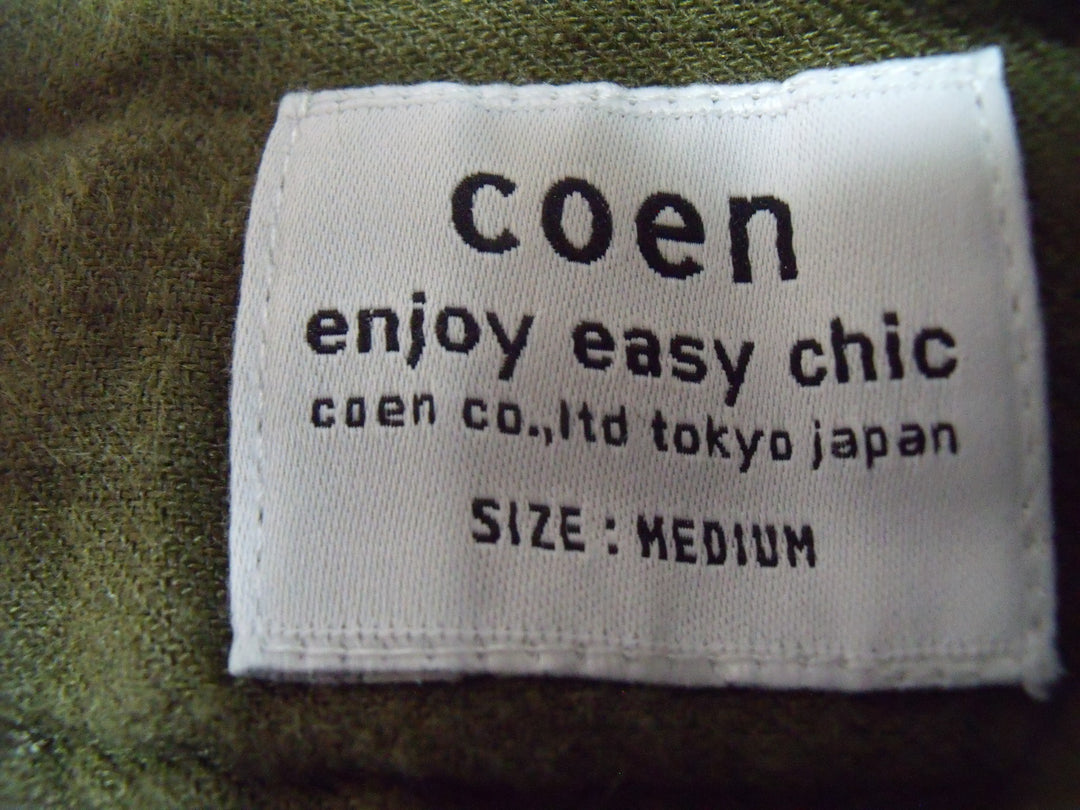 coen
enjoy easy chic
coen co.,ltd tokyo japan
SIZE : MEDIUM